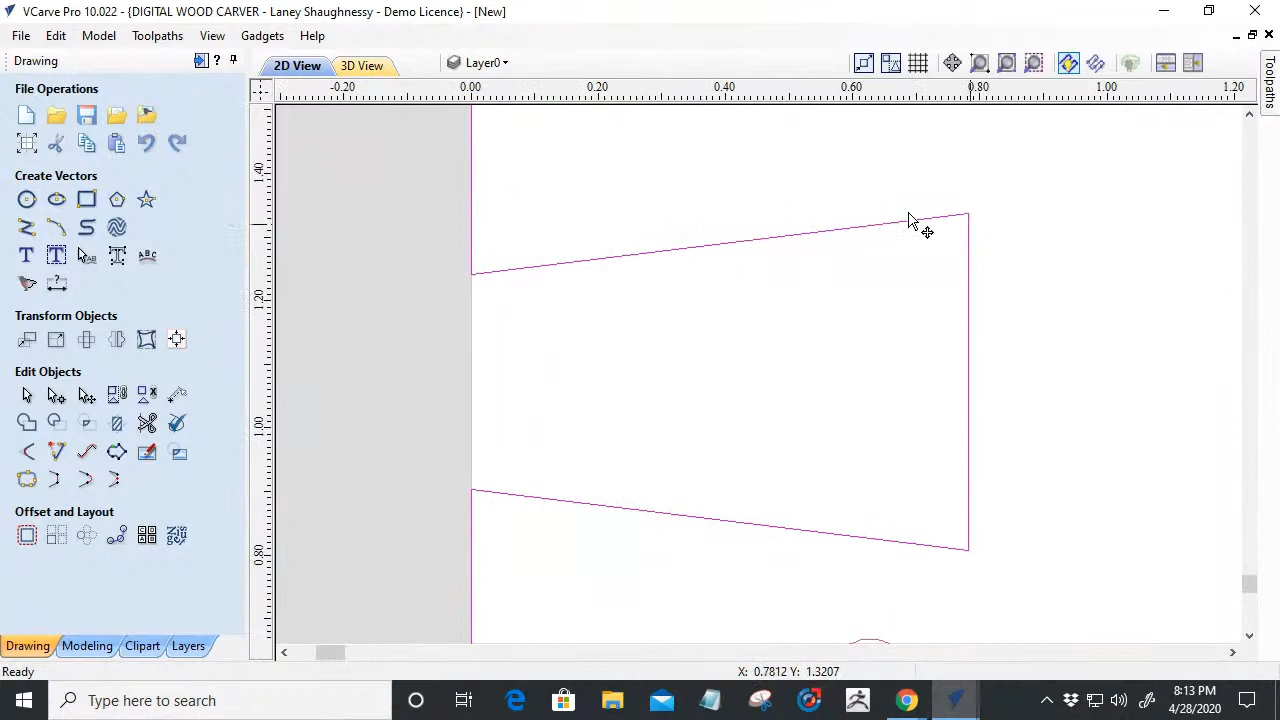 VCarve Pro 10.022 - {DIGITAL WOOD CARVER - Laney Shaughnessy - Demo Licence} - [New]
File Edit Model Toolpaths View Gadgets Help
Drawing
File Operations
Create Vectors
Transform Objects
Edit Objects
Offset and Layout
Drawing Modeling Clipart Layers
2D View 3D View Layer0
-0.20 0.00 0.20 0.40 0.60 0.80 1.00 1.20
1.40
1.20
1.00
0.80
Toolpaths
Ready X: 0.7812 Y: 1.3207
Type here to search
8:13 PM
4/28/2020